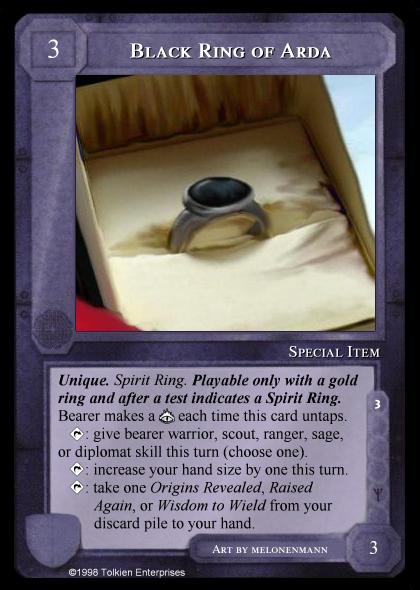 3
BLACK RING OF ARDA
SPECIAL ITEM
Unique. Spirit Ring. Playable only with a gold
ring and after a test indicates a Spirit Ring.
Bearer makes a each time this card untaps.
: give bearer warrior, scout, ranger, sage,
or diplomat skill this turn (choose one).
: increase your hand size by one this turn.
: take one Origins Revealed, Raised
Again, or Wisdom to Wield from your
discard pile to your hand.
3
ART BY MELONENMANN
3
©1998 Tolkien Enterprises